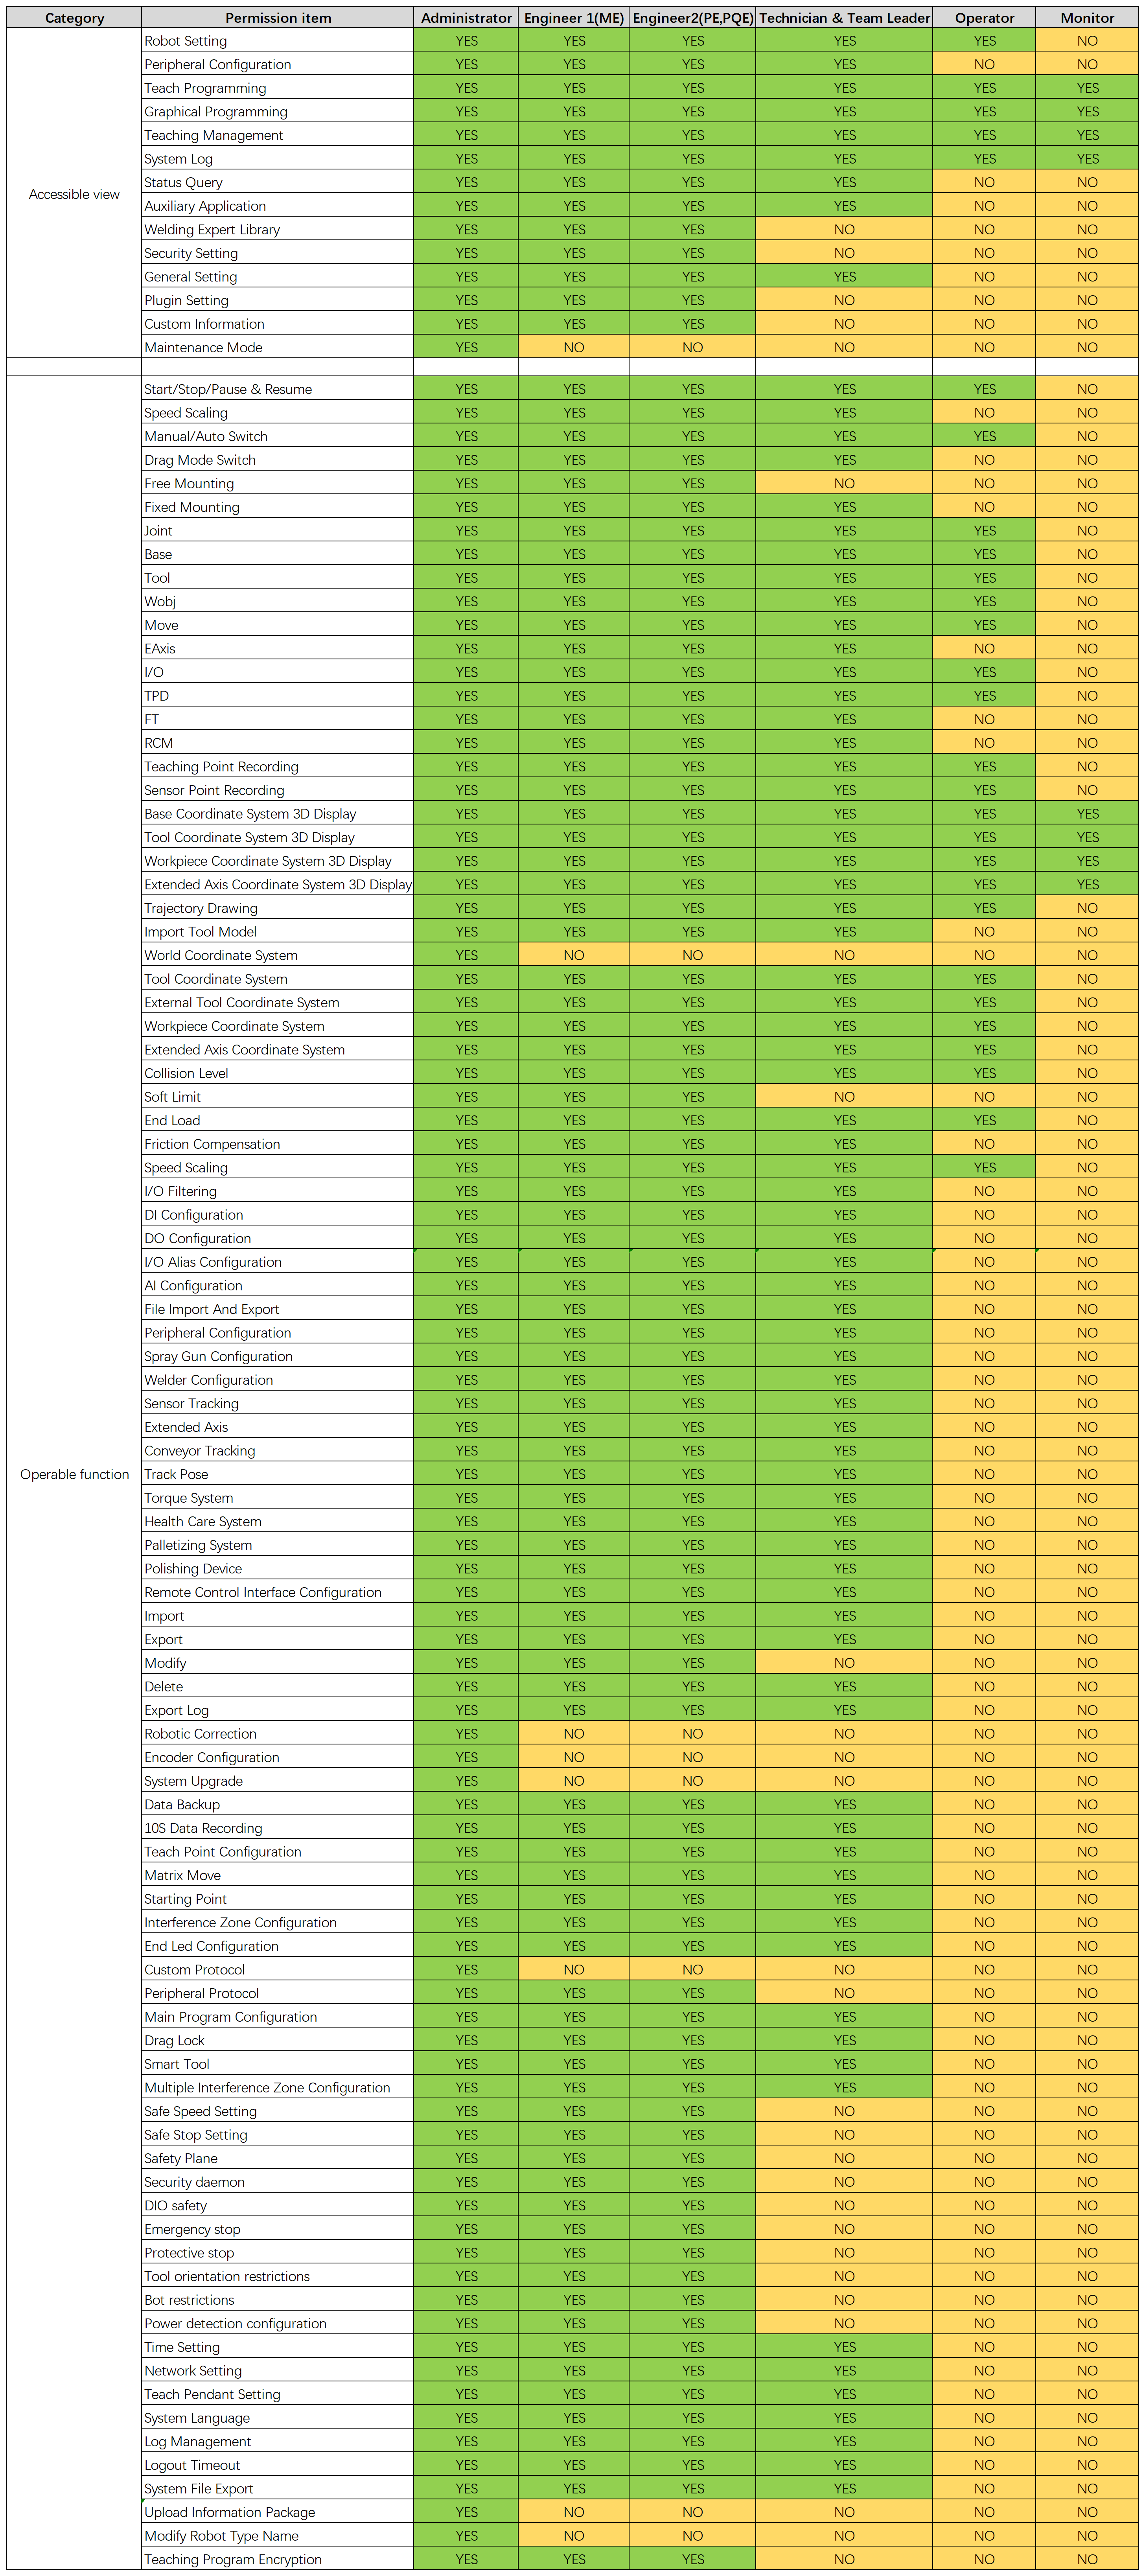 Category Permission item Administrator Engineer 1(ME) Engineer2(PE,PQE) Technician & Team Leader Operator Monitor
Robot Setting YES YES YES YES YES NO
Peripheral Configuration YES YES YES YES NO NO
Teach Programming YES YES YES YES YES YES
Graphical Programming YES YES YES YES YES YES
Teaching Management YES YES YES YES YES YES
System Log YES YES YES YES YES YES
Status Query YES YES YES YES NO NO
Accessible view
Auxiliary Application YES YES YES YES NO NO
Welding Expert Library YES YES YES NO NO NO
Security Setting YES YES YES NO NO NO
General Setting YES YES YES YES NO NO
Plugin Setting YES YES YES NO NO NO
Custom Information YES YES YES NO NO NO
Maintenance Mode YES NO NO NO NO NO
Start/Stop/Pause & Resume YES YES YES YES YES NO
Speed Scaling YES YES YES YES NO NO
Manual/Auto Switch YES YES YES YES YES NO
Drag Mode Switch YES YES YES YES NO NO
Free Mounting YES YES YES NO NO NO
Fixed Mounting YES YES YES YES NO NO
Joint YES YES YES YES YES NO
Base YES YES YES YES YES NO
Tool YES YES YES YES YES NO
Wobj YES YES YES YES YES NO
Move YES YES YES YES YES NO
EAxis YES YES YES YES NO NO
I/O YES YES YES YES YES NO
TPD YES YES YES YES YES NO
FT YES YES YES YES NO NO
RCM YES YES YES YES NO NO
Teaching Point Recording YES YES YES YES YES NO
Sensor Point Recording YES YES YES YES YES NO
Base Coordinate System 3D Display YES YES YES YES YES YES
Tool Coordinate System 3D Display YES YES YES YES YES YES
Workpiece Coordinate System 3D Display YES YES YES YES YES YES
Extended Axis Coordinate System 3D Display YES YES YES YES YES YES
Trajectory Drawing YES YES YES YES YES NO
Import Tool Model YES YES YES YES NO NO
World Coordinate System YES NO NO NO NO NO
Tool Coordinate System YES YES YES YES YES NO
External Tool Coordinate System YES YES YES YES YES NO
Workpiece Coordinate System YES YES YES YES YES NO
Extended Axis Coordinate System YES YES YES YES YES NO
Collision Level YES YES YES YES YES NO
Soft Limit YES YES YES NO NO NO
End Load YES YES YES YES YES NO
Friction Compensation YES YES YES YES NO NO
Speed Scaling YES YES YES YES YES NO
I/O Filtering YES YES YES YES NO NO
DI Configuration YES YES YES YES NO NO
DO Configuration YES YES YES YES NO NO
I/O Alias Configuration YES YES YES YES NO NO
AI Configuration YES YES YES YES NO NO
File Import And Export YES YES YES YES NO NO
Peripheral Configuration YES YES YES YES NO NO
Spray Gun Configuration YES YES YES YES NO NO
Welder Configuration YES YES YES YES NO NO
Sensor Tracking YES YES YES YES NO NO
Extended Axis YES YES YES YES NO NO
Conveyor Tracking YES YES YES YES NO NO
Operable function Track Pose YES YES YES YES NO NO
Torque System YES YES YES YES NO NO
Health Care System YES YES YES YES NO NO
Palletizing System YES YES YES YES NO NO
Polishing Device YES YES YES YES NO NO
Remote Control Interface Configuration YES YES YES YES NO NO
Import YES YES YES YES NO NO
Export YES YES YES YES NO NO
Modify YES YES YES NO NO NO
Delete YES YES YES YES NO NO
Export Log YES YES YES YES NO NO
Robotic Correction YES NO NO NO NO NO
Encoder Configuration YES NO NO NO NO NO
System Upgrade YES NO NO NO NO NO
Data Backup YES YES YES YES NO NO
10S Data Recording YES YES YES YES NO NO
Teach Point Configuration YES YES YES YES NO NO
Matrix Move YES YES YES YES NO NO
Starting Point YES YES YES YES NO NO
Interference Zone Configuration YES YES YES YES NO NO
End Led Configuration YES YES YES YES NO NO
Custom Protocol YES NO NO NO NO NO
Peripheral Protocol YES YES YES NO NO NO
Main Program Configuration YES YES YES YES NO NO
Drag Lock YES YES YES YES NO NO
Smart Tool YES YES YES YES NO NO
Multiple Interference Zone Configuration YES YES YES YES NO NO
Safe Speed Setting YES YES YES NO NO NO
Safe Stop Setting YES YES YES NO NO NO
Safety Plane YES YES YES NO NO NO
Security daemon YES YES YES NO NO NO
DIO safety YES YES YES NO NO NO
Emergency stop YES YES YES NO NO NO
Protective stop YES YES YES NO NO NO
Tool orientation restrictions YES YES YES NO NO NO
Bot restrictions YES YES YES NO NO NO
Power detection configuration YES YES YES NO NO NO
Time Setting YES YES YES YES NO NO
Network Setting YES YES YES YES NO NO
Teach Pendant Setting YES YES YES YES NO NO
System Language YES YES YES YES NO NO
Log Management YES YES YES YES NO NO
Logout Timeout YES YES YES YES NO NO
System File Export YES YES YES YES NO NO
Upload Information Package YES NO NO NO NO NO
Modify Robot Type Name YES NO NO NO NO NO
Teaching Program Encryption YES YES YES NO NO NO